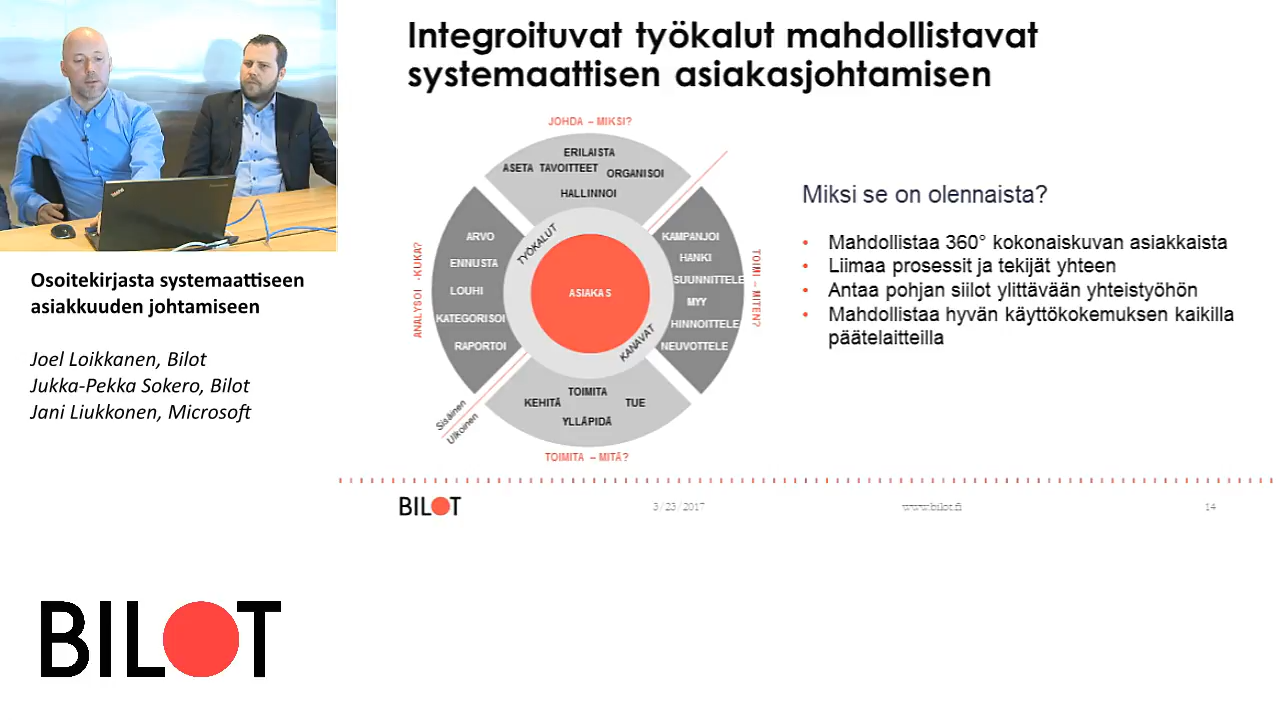 Integroituvat työkalut mahdollistavat
systemaattisen asiakasjohtamisen
JOHDA – MIKSI?
ERILAISTA
ASETA TAVOITTEET
ORGANISOI
HALLINNOI
TYÖKALUT
ANALYSOI -KUKA?
ARVO
ENNUSTA
LOUHI
KATEGORISOI
RAPORTOI
ASIAKAS
KAMPANJOI
HANKI
SUUNNITTELE
MYY
HINNOITTELE
NEUVOTTELE
TOIMI – MITEN?
KANAVAT
TOIMITA
KEHITÄ
TUE
YLLÄPIDÄ
Sisäinen
Ulkoinen
TOIMITA – MITÄ?
Miksi se on olennaista?
• Mahdollistaa 360° kokonaiskuvan asiakkaista
• Liimaa prosessit ja tekijät yhteen
• Antaa pohjan siilot ylittävään yhteistyöhön
• Mahdollistaa hyvän käyttökokemuksen kaikilla
päätelaitteilla
BILOT
3/23/2017
www.bilot.fi
14
Osoitekirjasta systemaattiseen
asiakkuuden johtamiseen
Joel Loikkanen, Bilot
Jukka-Pekka Sokero, Bilot
Jani Liukkonen, Microsoft
BILOT